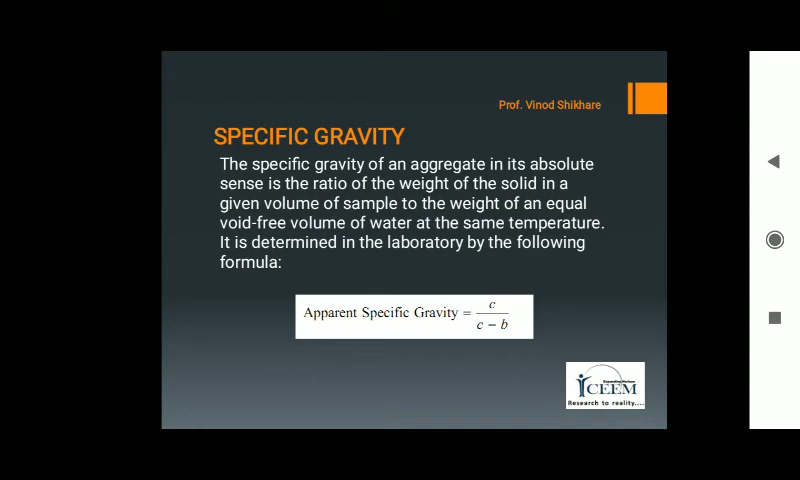 Prof. Vinod Shikhare
SPECIFIC GRAVITY
The specific gravity of an aggregate in its absolute
sense is the ratio of the weight of the solid in a
given volume of sample to the weight of an equal
void-free volume of water at the same temperature.
It is determined in the laboratory by the following
formula:
Apparent Specific Gravity = c / (c − b)
CEEM
Research to reality....